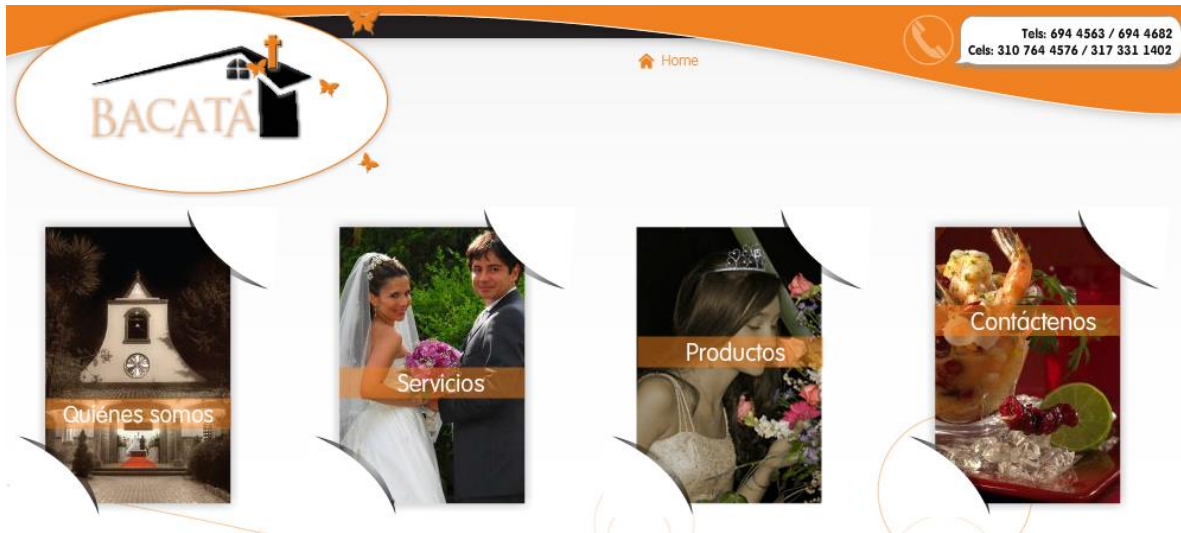 BACATÁ
Home
Tels: 694 4563 / 694 4682
Cels: 310 764 4576 / 317 331 1402
Quiénes somos
Servicios
Productos
Contáctenos